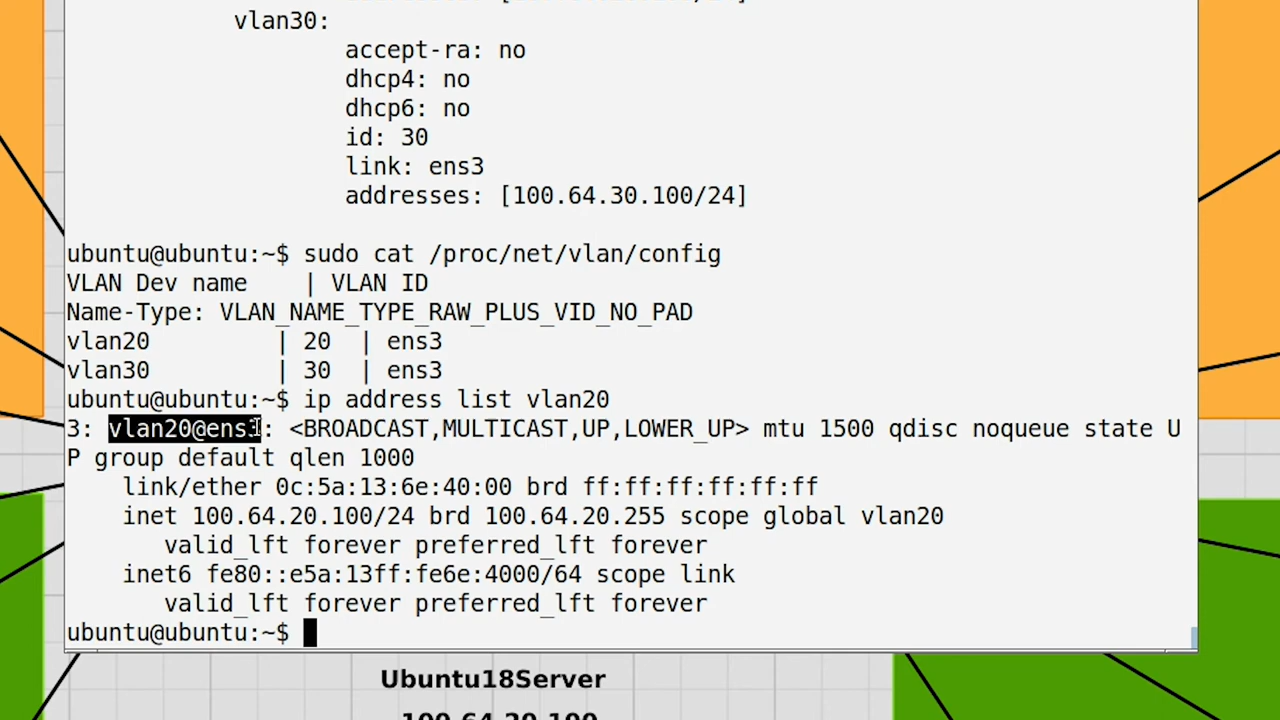 vlan30:
accept-ra: no
dhcp4: no
dhcp6: no
id: 30
link: ens3
addresses: [100.64.30.100/24]
ubuntu@ubuntu:~$ sudo cat /proc/net/vlan/config
VLAN Dev name    | VLAN ID
Name-Type: VLAN_NAME_TYPE_RAW_PLUS_VID_NO_PAD
vlan20         | 20  | ens3
vlan30         | 30  | ens3
ubuntu@ubuntu:~$ ip address list vlan20
3: vlan20@ens3: <BROADCAST,MULTICAST,UP,LOWER_UP> mtu 1500 qdisc noqueue state U
P group default qlen 1000
link/ether 0c:5a:13:6e:40:00 brd ff:ff:ff:ff:ff:ff
inet 100.64.20.100/24 brd 100.64.20.255 scope global vlan20
valid_lft forever preferred_lft forever
inet6 fe80::e5a:13ff:fe6e:4000/64 scope link
valid_lft forever preferred_lft forever
ubuntu@ubuntu:~$
Ubuntu18Server